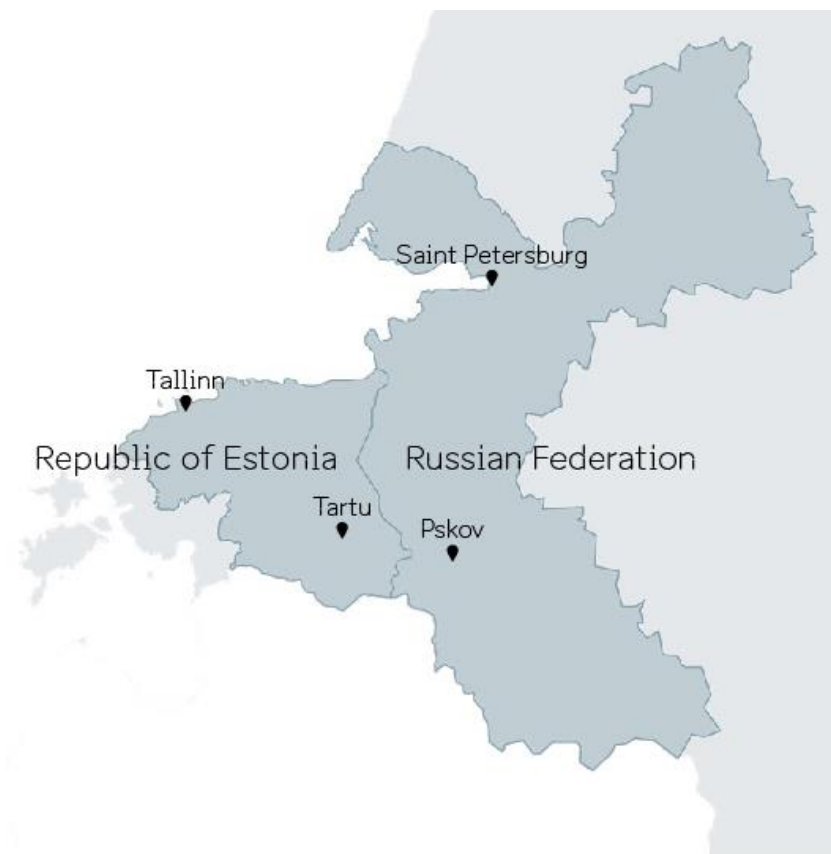 Saint Petersburg
Tallinn
Republic of Estonia
Russian Federation
Tartu
Pskov